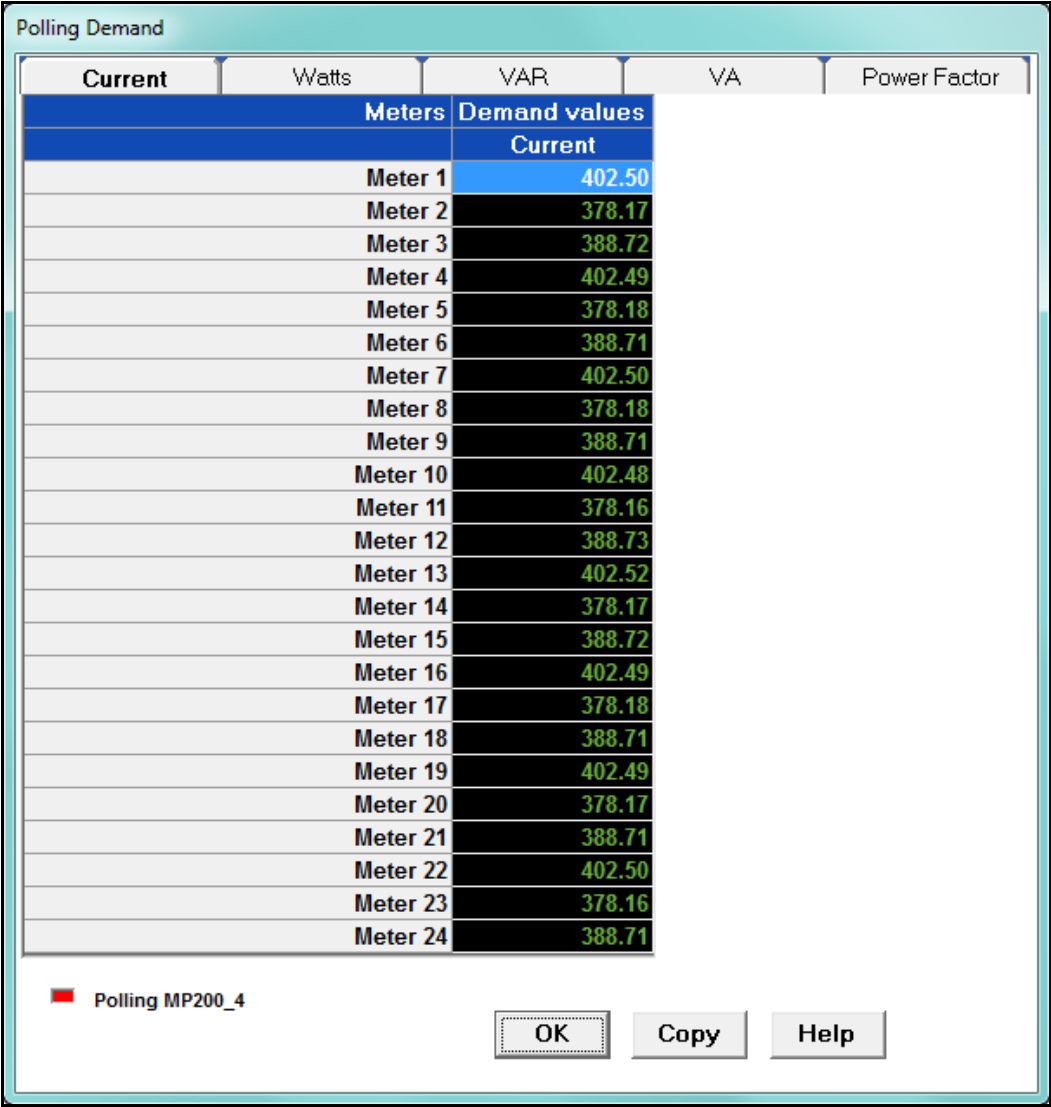 Polling Demand
Current Watts VAR VA Power Factor
Meters Demand values
Current
Meter 1 402.50
Meter 2 378.17
Meter 3 388.72
Meter 4 402.49
Meter 5 378.18
Meter 6 388.71
Meter 7 402.50
Meter 8 378.18
Meter 9 388.71
Meter 10 402.48
Meter 11 378.16
Meter 12 388.73
Meter 13 402.52
Meter 14 378.17
Meter 15 388.72
Meter 16 402.49
Meter 17 378.18
Meter 18 388.71
Meter 19 402.49
Meter 20 378.17
Meter 21 388.71
Meter 22 402.50
Meter 23 378.16
Meter 24 388.71
Polling MP200_4
OK Copy Help